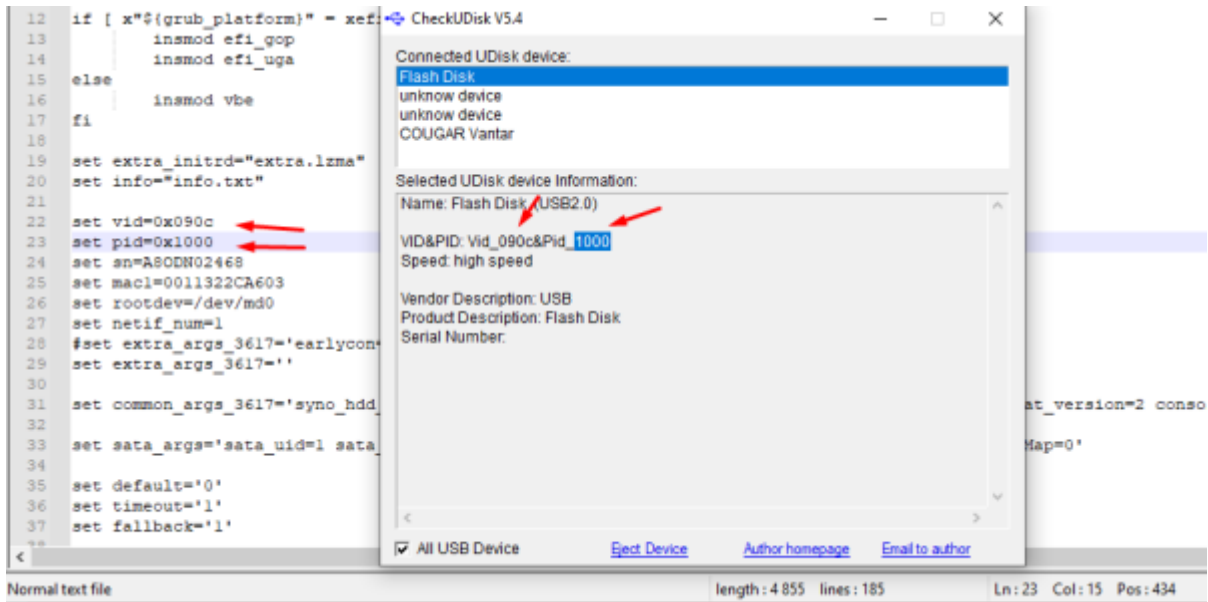 12 if [ x"${grub_platform}" = xefi
13 insmod efi_gop
14 insmod efi_uga
15 else
16 insmod vbe
17 fi
18
19 set extra_initrd="extra.lzma"
20 set info="info.txt"
21
22 set vid=0x090c
23 set pid=0x1000
24 set sn=A8ODN02468
25 set mac1=0011322CA603
26 set rootdev=/dev/md0
27 set netif_num=1
28 #set extra_args_3617='earlycon=
29 set extra_args_3617=''
30
31 set common_args_3617='syno_hdd_ at_version=2 conso
32
33 set sata_args='sata_uid=1 sata_ Map=0'
34
35 set default='0'
36 set timeout='1'
37 set fallback='1'
38
CheckUDisk V5.4
Connected UDisk device:
Flash Disk
unknow device
unknow device
COUGAR Vantar
Selected UDisk device Information:
Name: Flash Disk (USB2.0)
VID&PID: Vid_090c&Pid_1000
Speed: high speed
Vendor Description: USB
Product Description: Flash Disk
Serial Number:
All USB Device Eject Device Author homepage Email to author
Normal text file length : 4 855 lines : 185 Ln : 23 Col : 15 Pos : 434